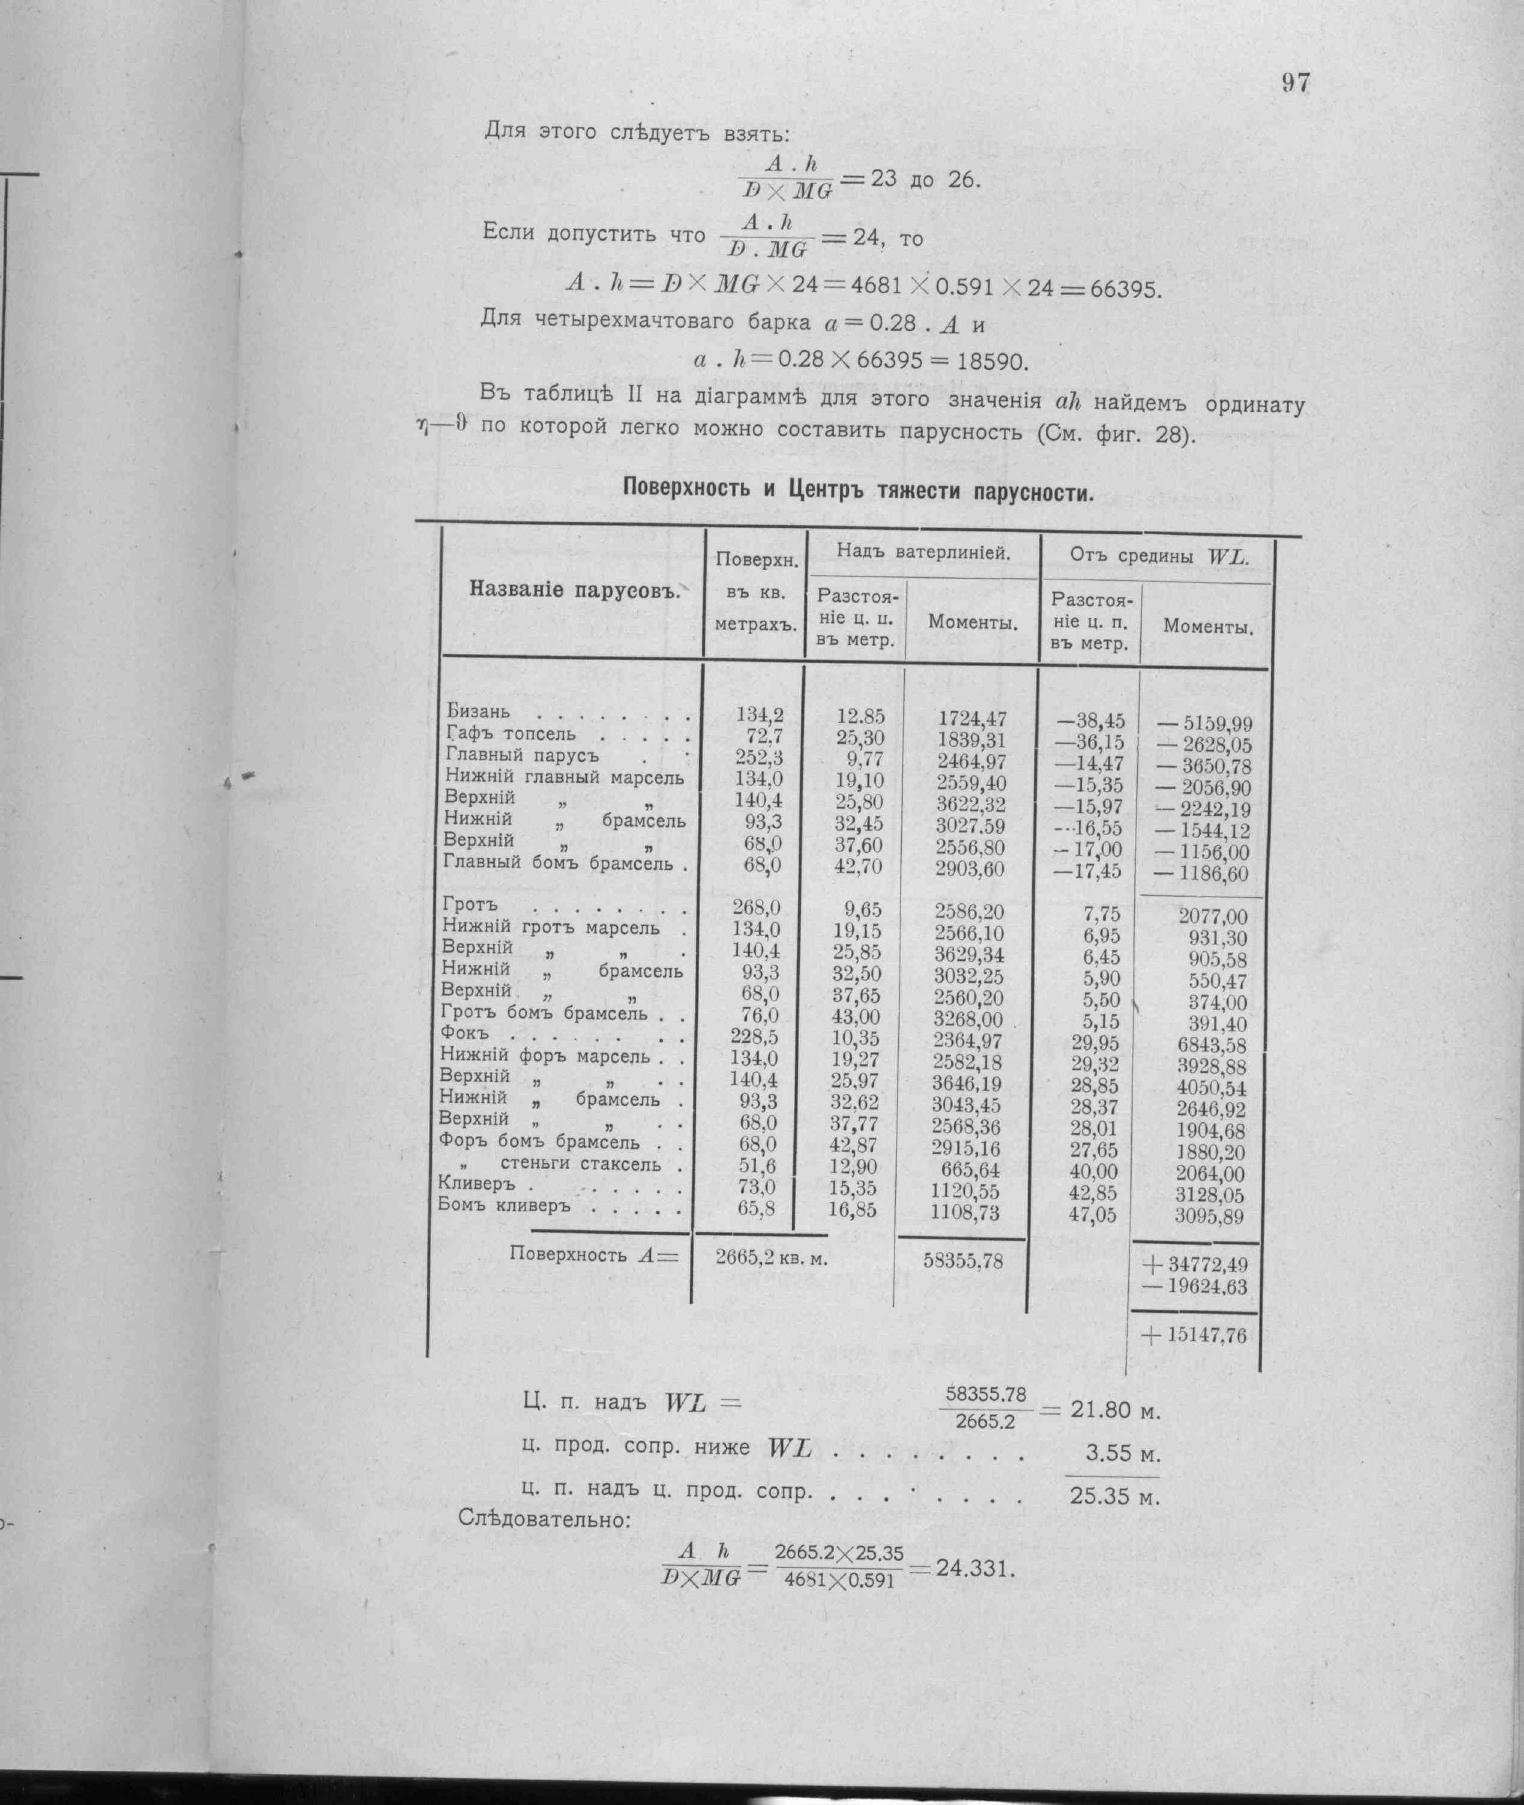 97
Для этого слѣдуетъ взять:
A . h / D × MG = 23 до 26.
Если допустить что A . h / D . MG = 24, то
A . h = D × MG × 24 = 4681 × 0.591 × 24 = 66395.
Для четырехмачтоваго барка a = 0.28 . A и
a . h = 0.28 × 66395 = 18590.
Въ таблицѣ II на діаграммѣ для этого значенія ah найдемъ ординату
η—ϑ по которой легко можно составить парусность (См. фиг. 28).
Поверхность и Центръ тяжести парусности.
Названіе парусовъ. | Поверхн. въ кв. метрахъ. | Надъ ватерлиніей. | Отъ средины WL.
Разстояніе ц. п. въ метр. | Моменты. | Разстояніе ц. п. въ метр. | Моменты.
Бизань . . . . . . . . 134,2 12.85 1724,47 —38,45 —5159,99
Гафъ топсель . . . . . 72,7 25,30 1839,31 —36,15 —2628,05
Главный парусъ . . 252,3 9,77 2464,97 —14,47 —3650,78
Нижній главный марсель 134,0 19,10 2559,40 —15,35 —2056,90
Верхній „ „ 140,4 25,80 3622,32 —15,97 —2242,19
Нижній „ брамсель 93,3 32,45 3027.59 —16,55 —1544,12
Верхній „ „ 68,0 37,60 2556,80 —17,00 —1156,00
Главный бомъ брамсель . 68,0 42,70 2903,60 —17,45 —1186,60
Гротъ . . . . . . . . 268,0 9,65 2586,20 7,75 2077,00
Нижній гротъ марсель . 134,0 19,15 2566,10 6,95 931,30
Верхній „ „ . 140,4 25,85 3629,34 6,45 905,58
Нижній „ брамсель 93,3 32,50 3032,25 5,90 550,47
Верхній „ „ 68,0 37,65 2560,20 5,50 374,00
Гротъ бомъ брамсель . . 76,0 43,00 3268,00 5,15 391,40
Фокъ . . . . . . . . 228,5 10,35 2364,97 29,95 6843,58
Нижній форъ марсель . . 134,0 19,27 2582,18 29,32 3928,88
Верхній „ „ . . 140,4 25,97 3646,19 28,85 4050,54
Нижній „ брамсель . 93,3 32,62 3043,45 28,37 2646,92
Верхній „ „ . . 68,0 37,77 2568,36 28,01 1904,68
Форъ бомъ брамсель . . 68,0 42,87 2915,16 27,65 1880,20
„ стеньги стаксель . 51,6 12,90 665,64 40,00 2064,00
Кливеръ . . . . . . 73,0 15,35 1120,55 42,85 3128,05
Бомъ кливеръ . . . . . 65,8 16,85 1108,73 47,05 3095,89
Поверхность A= 2665,2 кв. м. 58355,78 +34772,49
—19624,63
+15147,76
Ц. п. надъ WL = 58355.78 / 2665.2 = 21.80 м.
ц. прод. сопр. ниже WL . . . . . . . . 3.55 м.
ц. п. надъ ц. прод. сопр. . . . . . . . . 25.35 м.
Слѣдовательно:
A h / D×MG = 2665.2×25.35 / 4681×0.591 = 24.331.